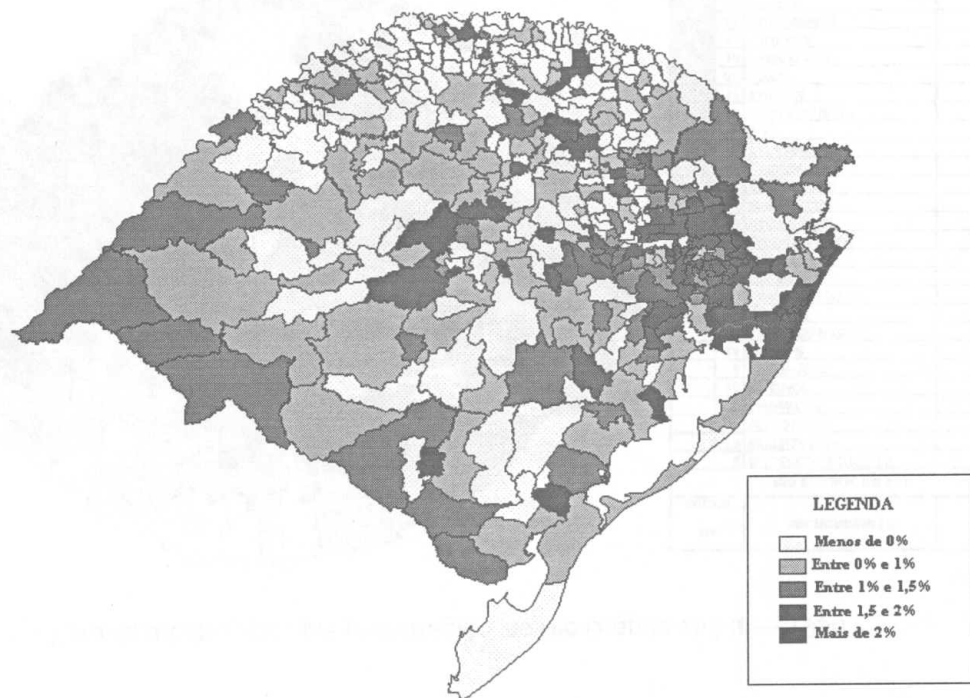 LEGENDA
Menos de 0%
Entre 0% e 1%
Entre 1% e 1,5%
Entre 1,5 e 2%
Mais de 2%